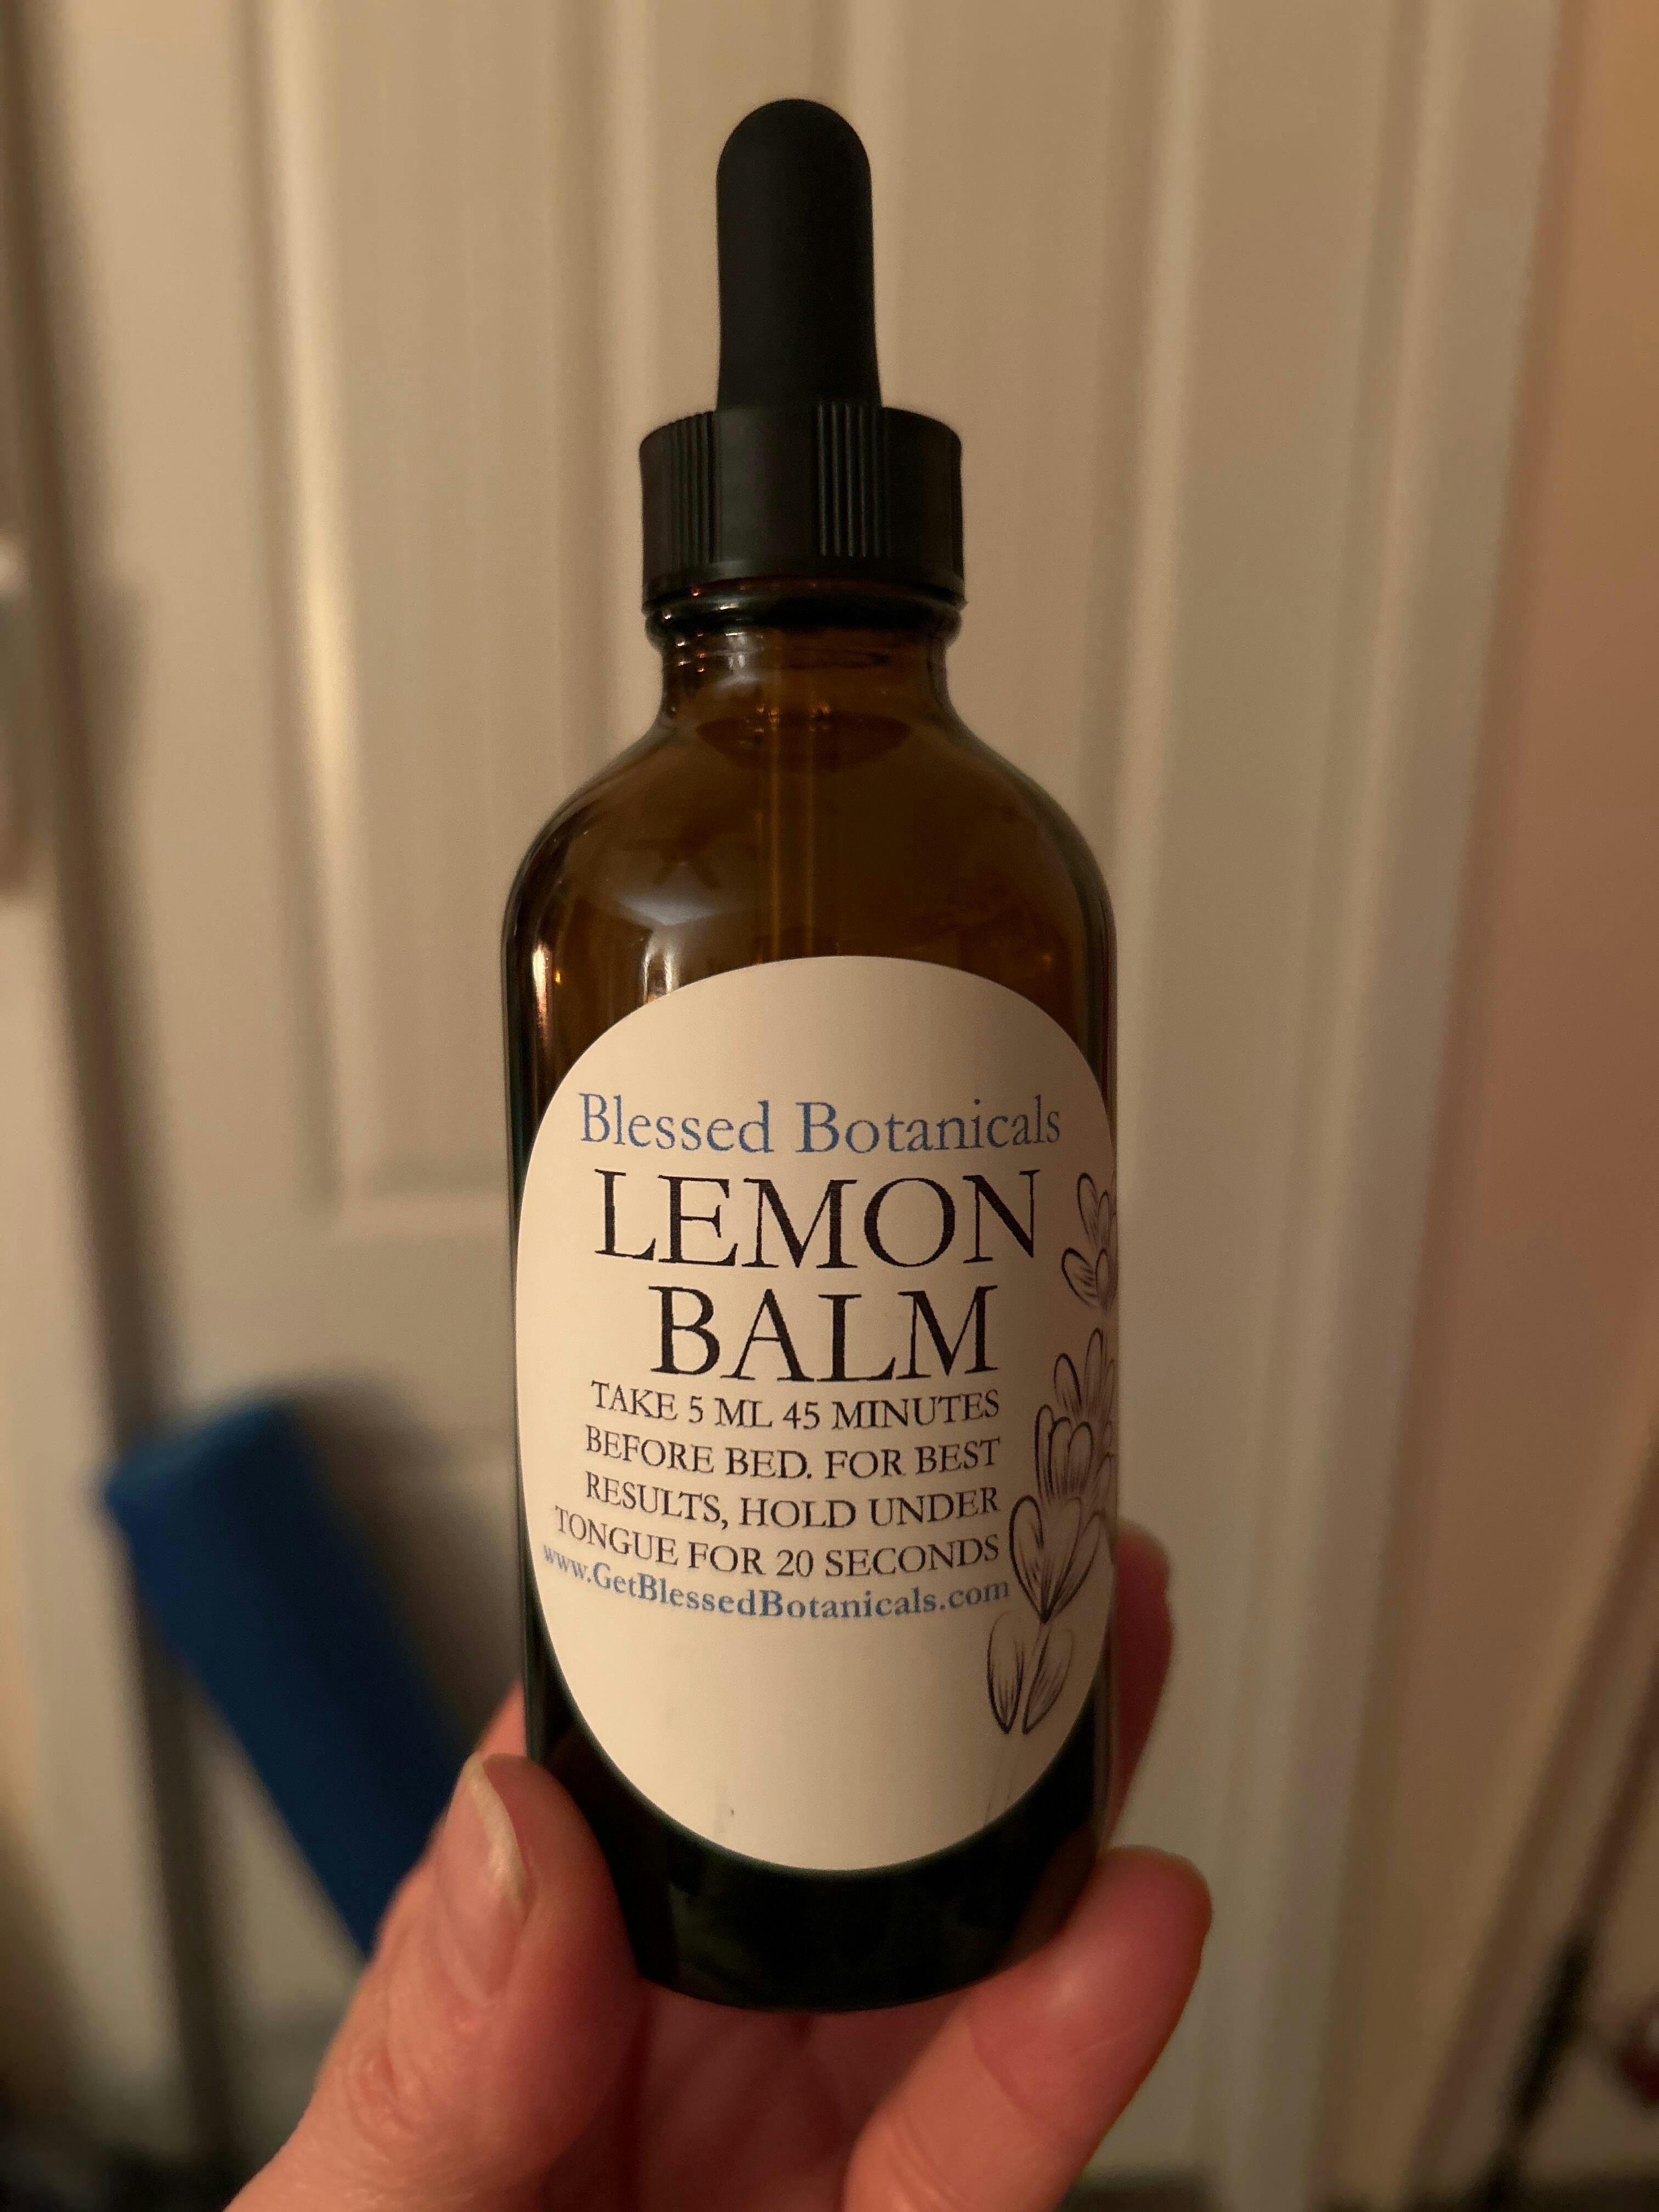 Blessed Botanicals
LEMON
BALM
TAKE 5 ML 45 MINUTES
BEFORE BED. FOR BEST
RESULTS, HOLD UNDER
TONGUE FOR 20 SECONDS
www.GetBlessedBotanicals.com